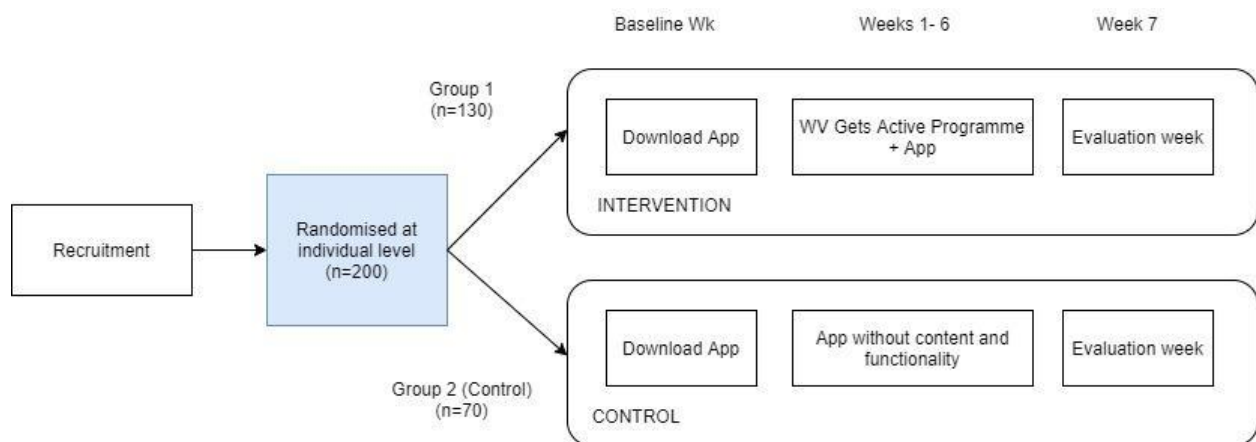 Baseline Wk
Weeks 1- 6
Week 7
Group 1
(n=130)
Download App
WV Gets Active Programme
+ App
Evaluation week
INTERVENTION
Recruitment
Randomised at
individual level
(n=200)
Download App
App without content and
functionality
Evaluation week
Group 2 (Control)
(n=70)
CONTROL